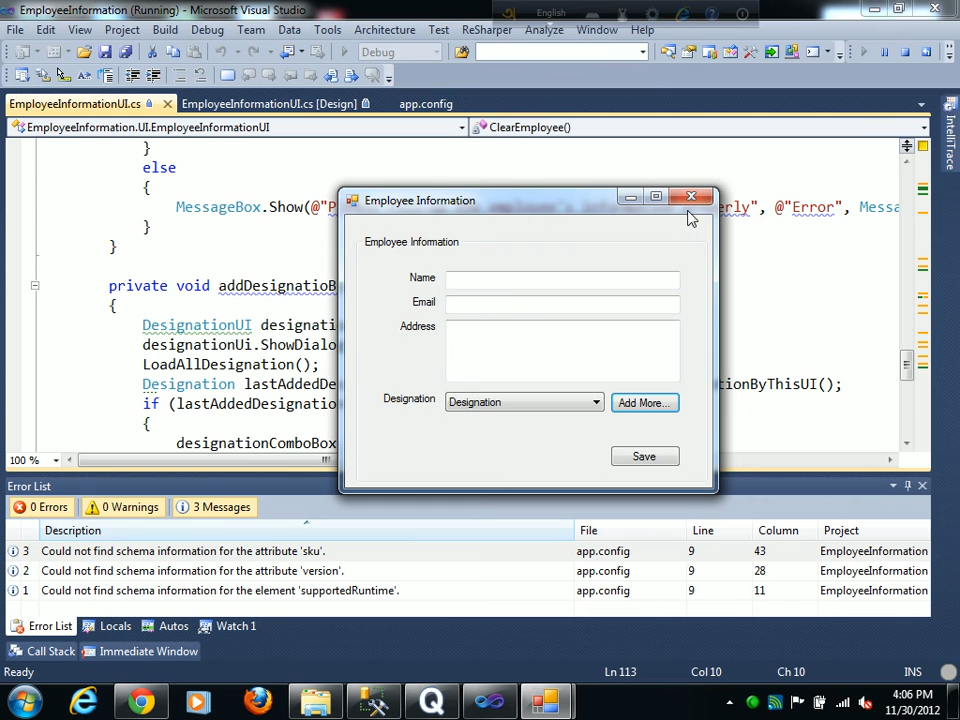 EmployeeInformation (Running) - Microsoft Visual Studio
English
File Edit View Project Build Debug Team Data Tools Architecture Test ReSharper Analyze Window Help
Debug
EmployeeInformationUI.cs EmployeeInformationUI.cs [Design] app.config
EmployeeInformation.UI.EmployeeInformationUI ClearEmployee()
IntelliTrace
}
else
{
MessageBox.Show(@"P erly", @"Error", Messa
}
}
private void addDesignatioB
{
DesignationUI designati
designationUi.ShowDialo
LoadAllDesignation();
Designation lastAddedDe ionByThisUI();
if (lastAddedDesignatio
{
designationComboBox
100 %
Employee Information
Employee Information
Name
Email
Address
Designation Designation Add More...
Save
Error List
0 Errors 0 Warnings 3 Messages
Description File Line Column Project
3 Could not find schema information for the attribute 'sku'. app.config 9 43 EmployeeInformation
2 Could not find schema information for the attribute 'version'. app.config 9 28 EmployeeInformation
1 Could not find schema information for the element 'supportedRuntime'. app.config 9 11 EmployeeInformation
Error List Locals Autos Watch 1
Call Stack Immediate Window
Ready Ln 113 Col 10 Ch 10 INS
4:06 PM
11/30/2012